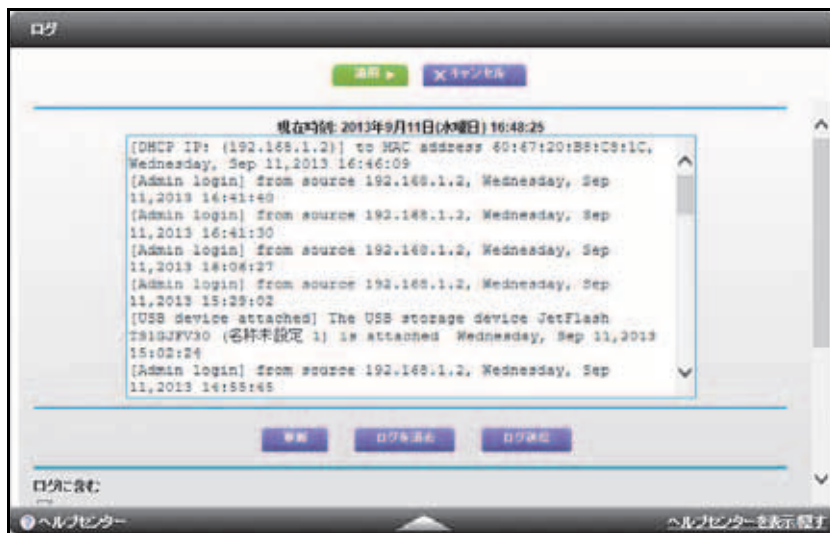 ログ
適用
キャンセル
現在時刻: 2013年9月11日(水曜日) 16:48:25
[DHCP IP: (192.168.1.2)] to MAC address 60:67:20:B8:C8:1C,
Wednesday, Sep 11,2013 16:46:09
[Admin login] from source 192.168.1.2, Wednesday, Sep
11,2013 16:41:40
[Admin login] from source 192.168.1.2, Wednesday, Sep
11,2013 16:41:30
[Admin login] from source 192.168.1.2, Wednesday, Sep
11,2013 16:06:27
[Admin login] from source 192.168.1.2, Wednesday, Sep
11,2013 15:29:02
[USB device attached] The USB storage device JetFlash
(名称未設定 1) is attached Wednesday, Sep 11,2013
15:02:24
[Admin login] from source 192.168.1.2, Wednesday, Sep
11,2013 14:55:45
ログを消去
ログ送信
ログに含む
ヘルプセンター
ヘルプセンターを表示/隠す